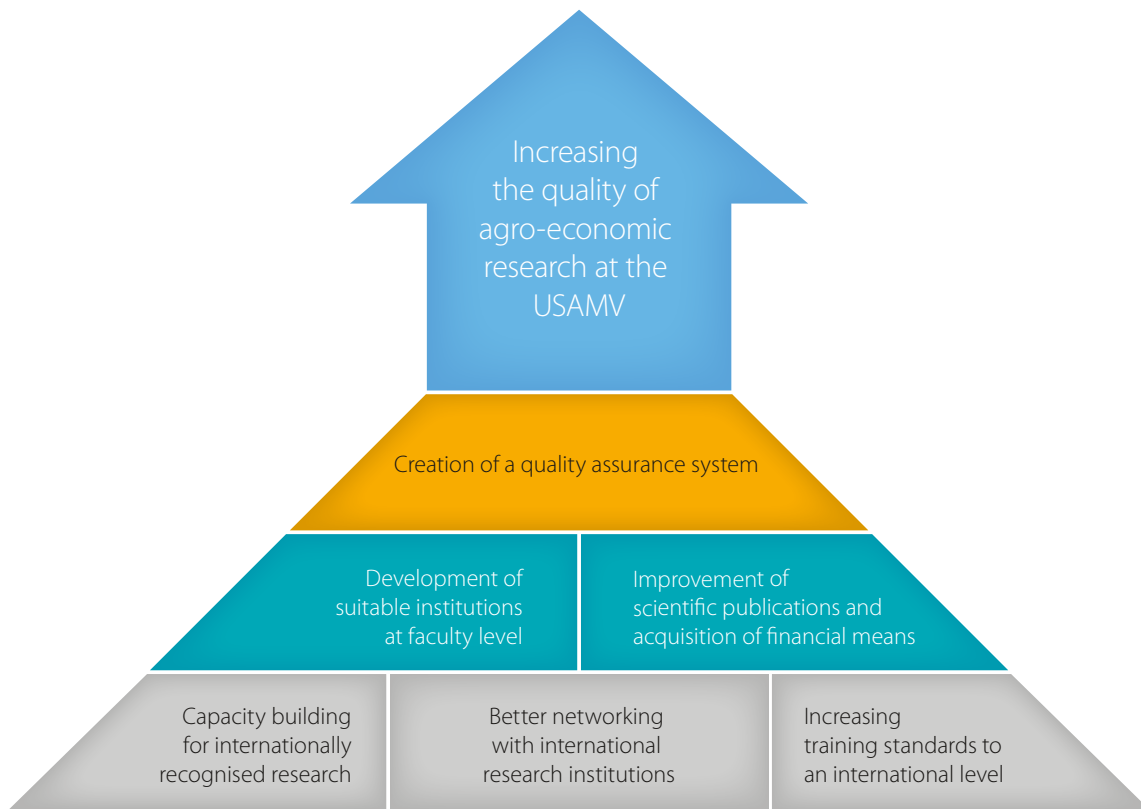 Increasing
the quality of
agro-economic
research at the
USAMV
Creation of a quality assurance system
Development of
suitable institutions
at faculty level
Improvement of
scientific publications and
acquisition of financial means
Capacity building
for internationally
recognised research
Better networking
with international
research institutions
Increasing
training standards to
an international level